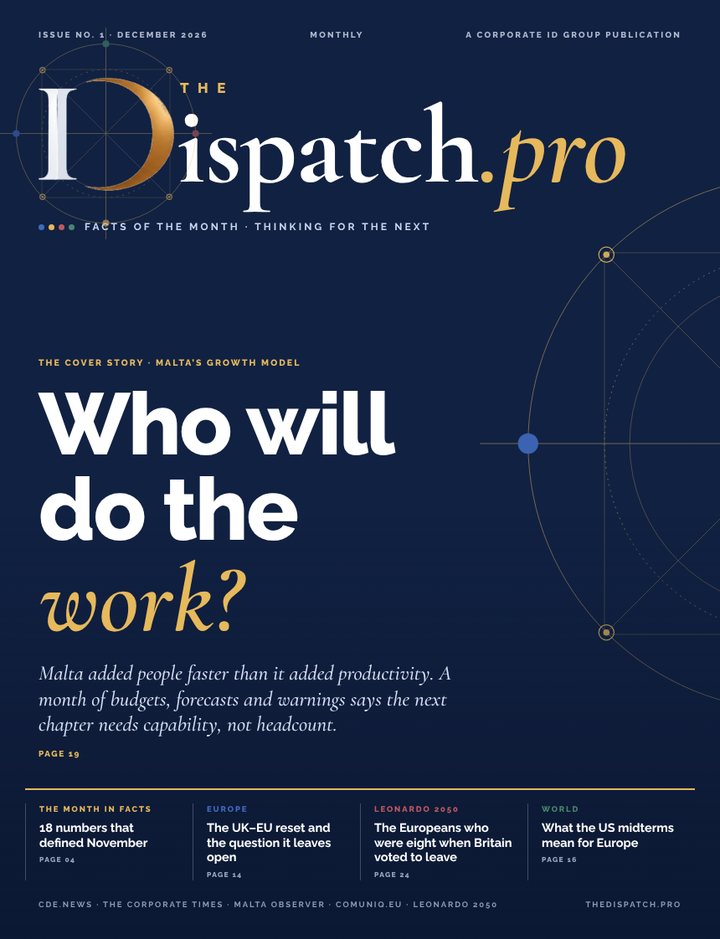 ISSUE NO. 1 · DECEMBER 2026
MONTHLY
A CORPORATE ID GROUP PUBLICATION
THE
Dispatch.pro
FACTS OF THE MONTH · THINKING FOR THE NEXT
THE COVER STORY · MALTA'S GROWTH MODEL
Who will
do the
work?
Malta added people faster than it added productivity. A
month of budgets, forecasts and warnings says the next
chapter needs capability, not headcount.
PAGE 19
THE MONTH IN FACTS
18 numbers that
defined November
PAGE 04
EUROPE
The UK–EU reset and
the question it leaves
open
PAGE 14
LEONARDO 2050
The Europeans who
were eight when Britain
voted to leave
PAGE 24
WORLD
What the US midterms
mean for Europe
PAGE 16
CDE.NEWS · THE CORPORATE TIMES · MALTA OBSERVER · COMUNIQ.EU · LEONARDO 2050
THEDISPATCH.PRO